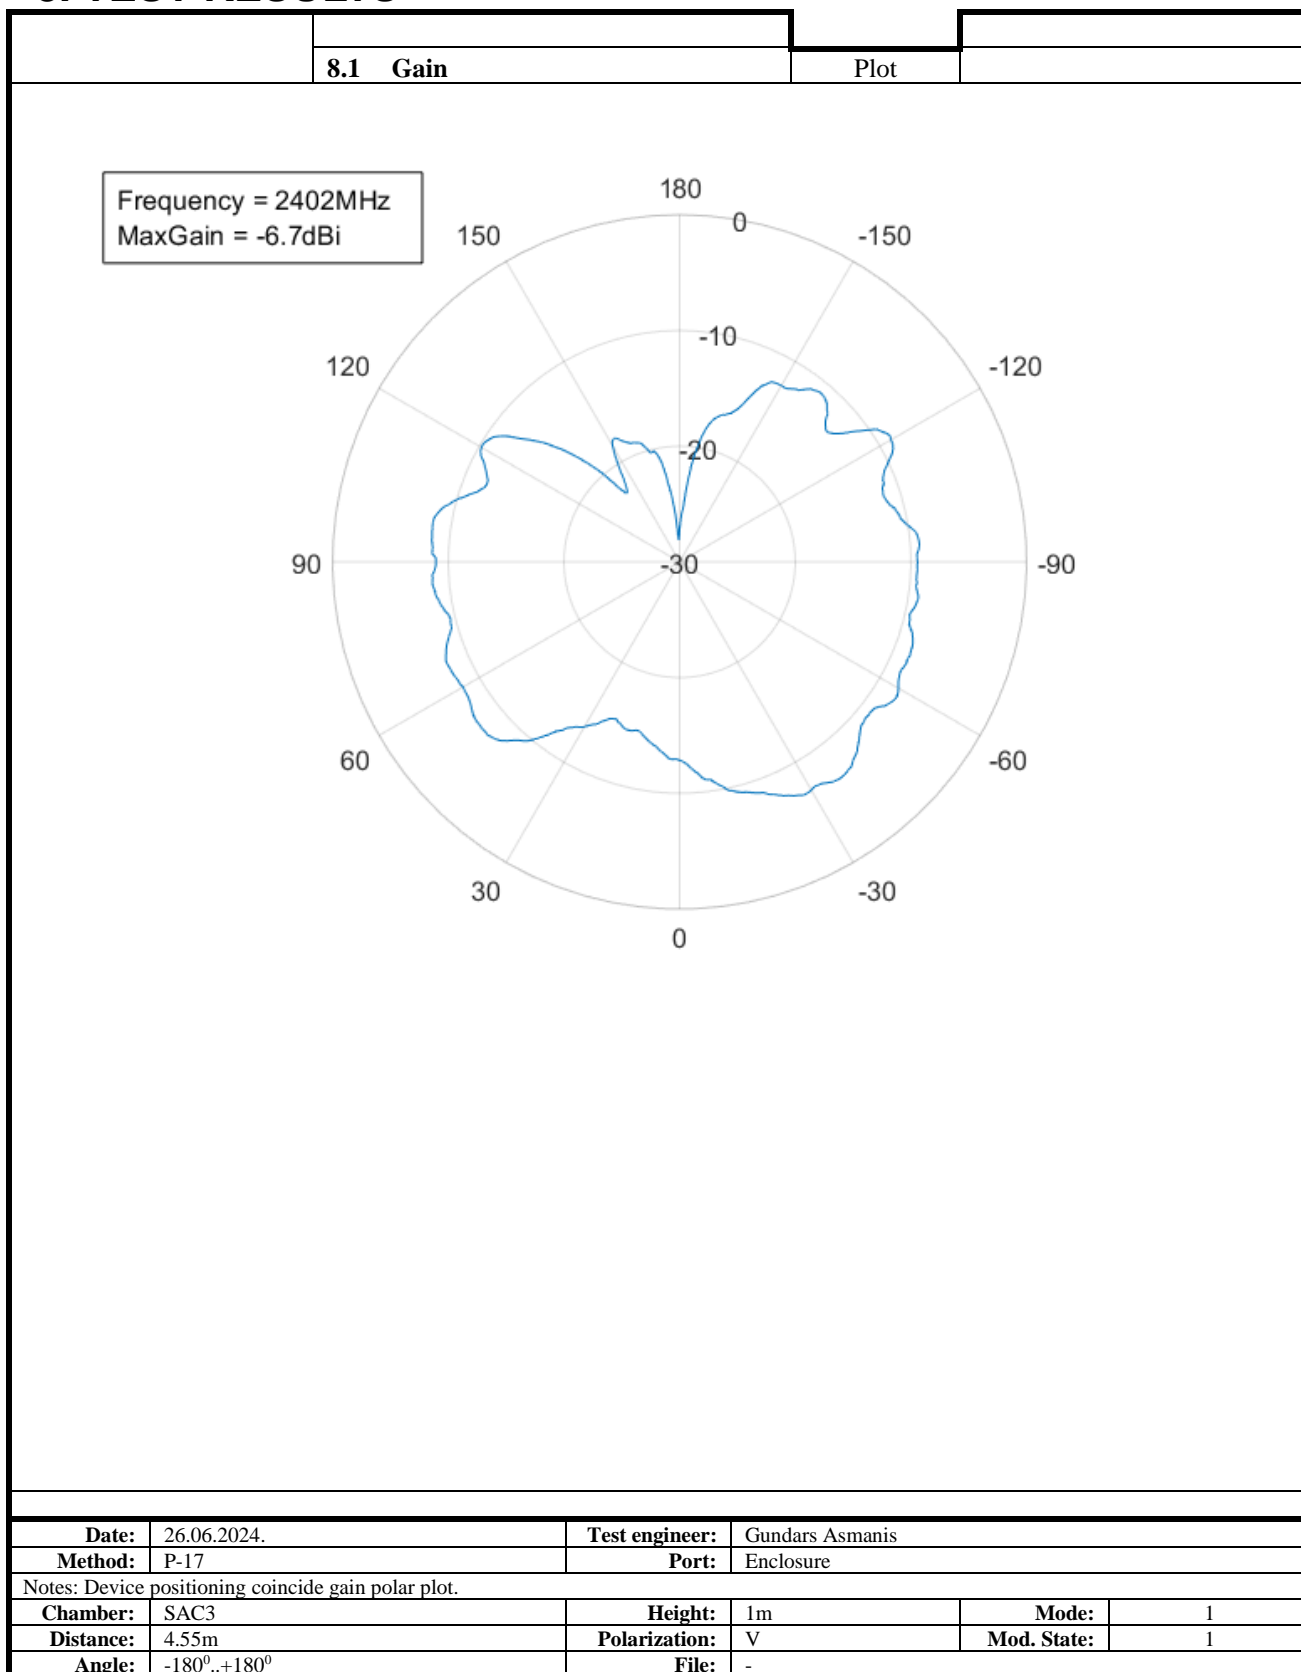 8.1 Gain Plot
Frequency = 2402MHz
MaxGain = -6.7dBi
180
0
150
-150
-10
120
-120
-20
90
-30
-90
60
-60
30
-30
0
Date: 26.06.2024. Test engineer: Gundars Asmanis
Method: P-17 Port: Enclosure
Notes: Device positioning coincide gain polar plot.
Chamber: SAC3 Height: 1m Mode: 1
Distance: 4.55m Polarization: V Mod. State: 1
Angle: -180⁰..+180⁰ File: -